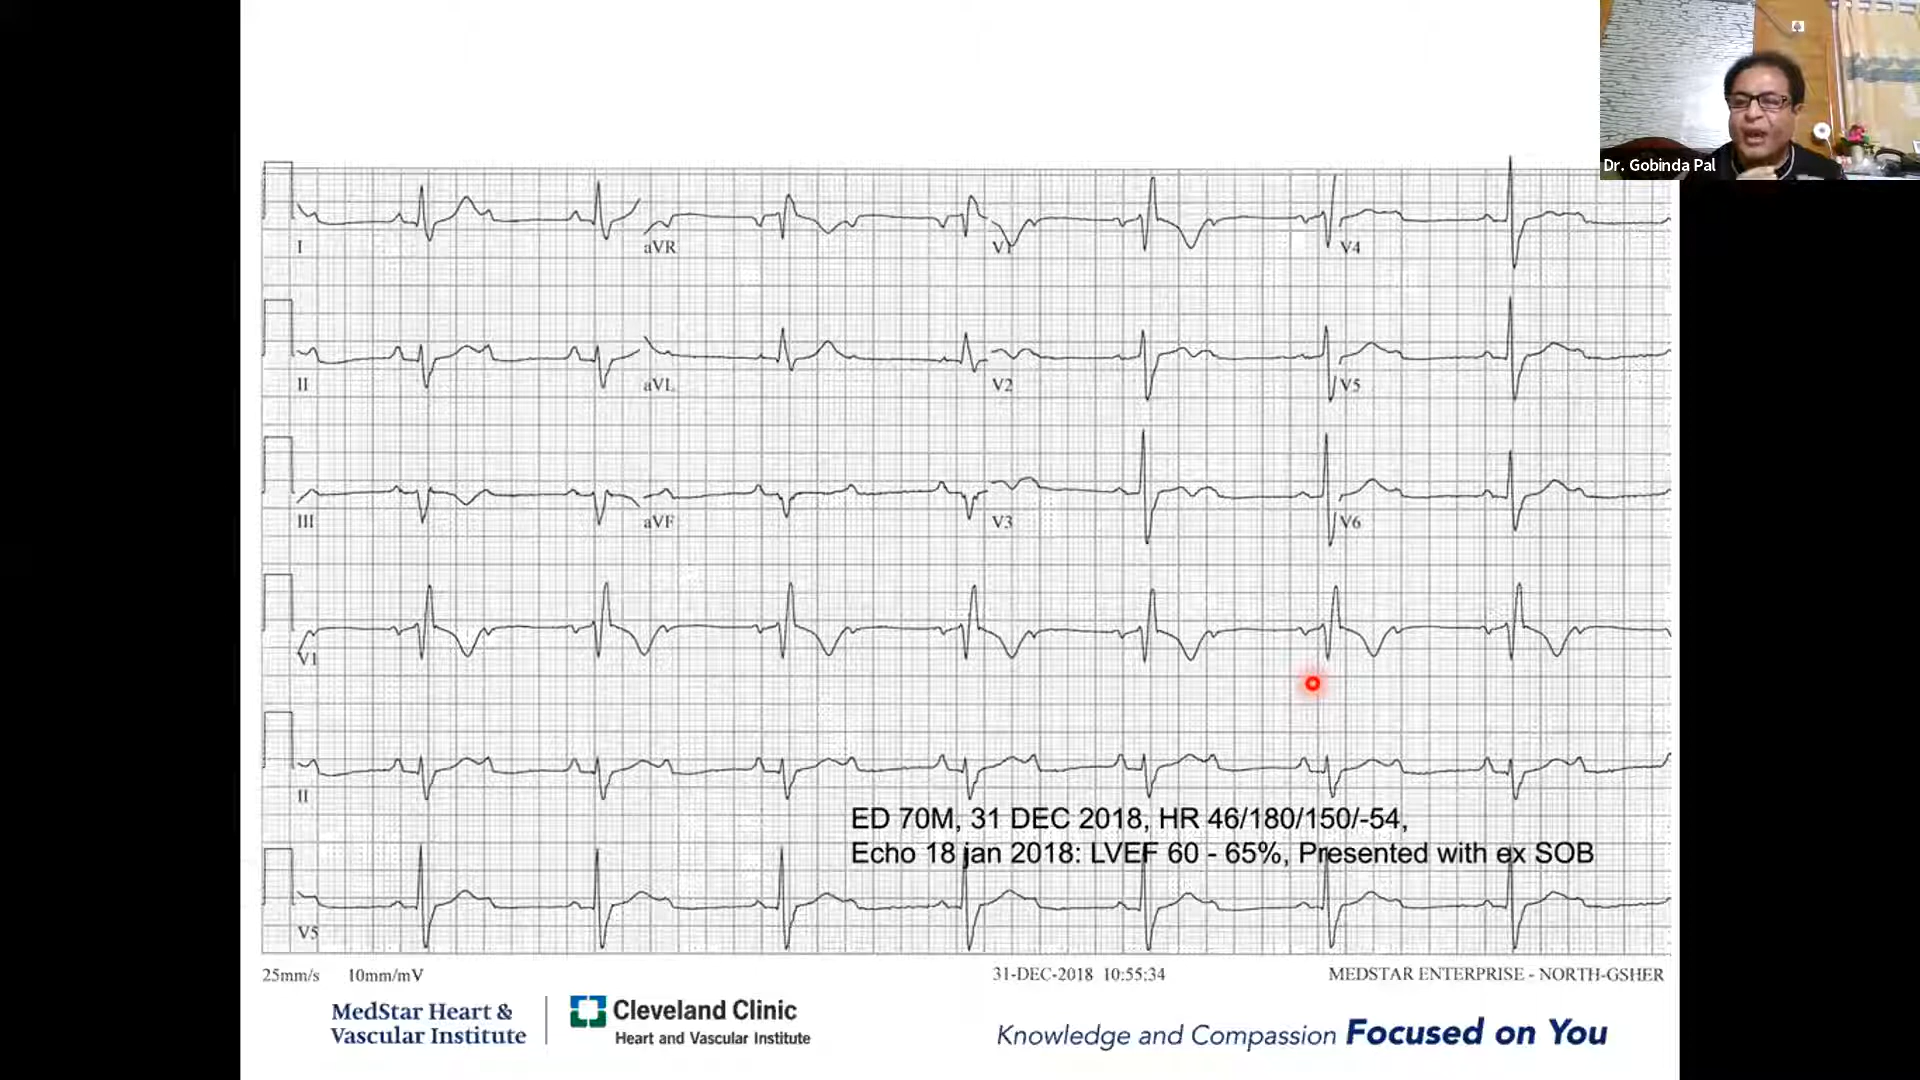 Dr. Gobinda Pal
I
aVR
V1
V4
II
aVL
V2
V5
III
aVF
V3
V6
V1
II
ED 70M, 31 DEC 2018, HR 46/180/150/-54,
Echo 18 jan 2018: LVEF 60 - 65%, Presented with ex SOB
V5
25mm/s 10mm/mV 31-DEC-2018 10:55:34 MEDSTAR ENTERPRISE - NORTH-GSHER
MedStar Heart &
Vascular Institute
Cleveland Clinic
Heart and Vascular Institute
Knowledge and Compassion Focused on You